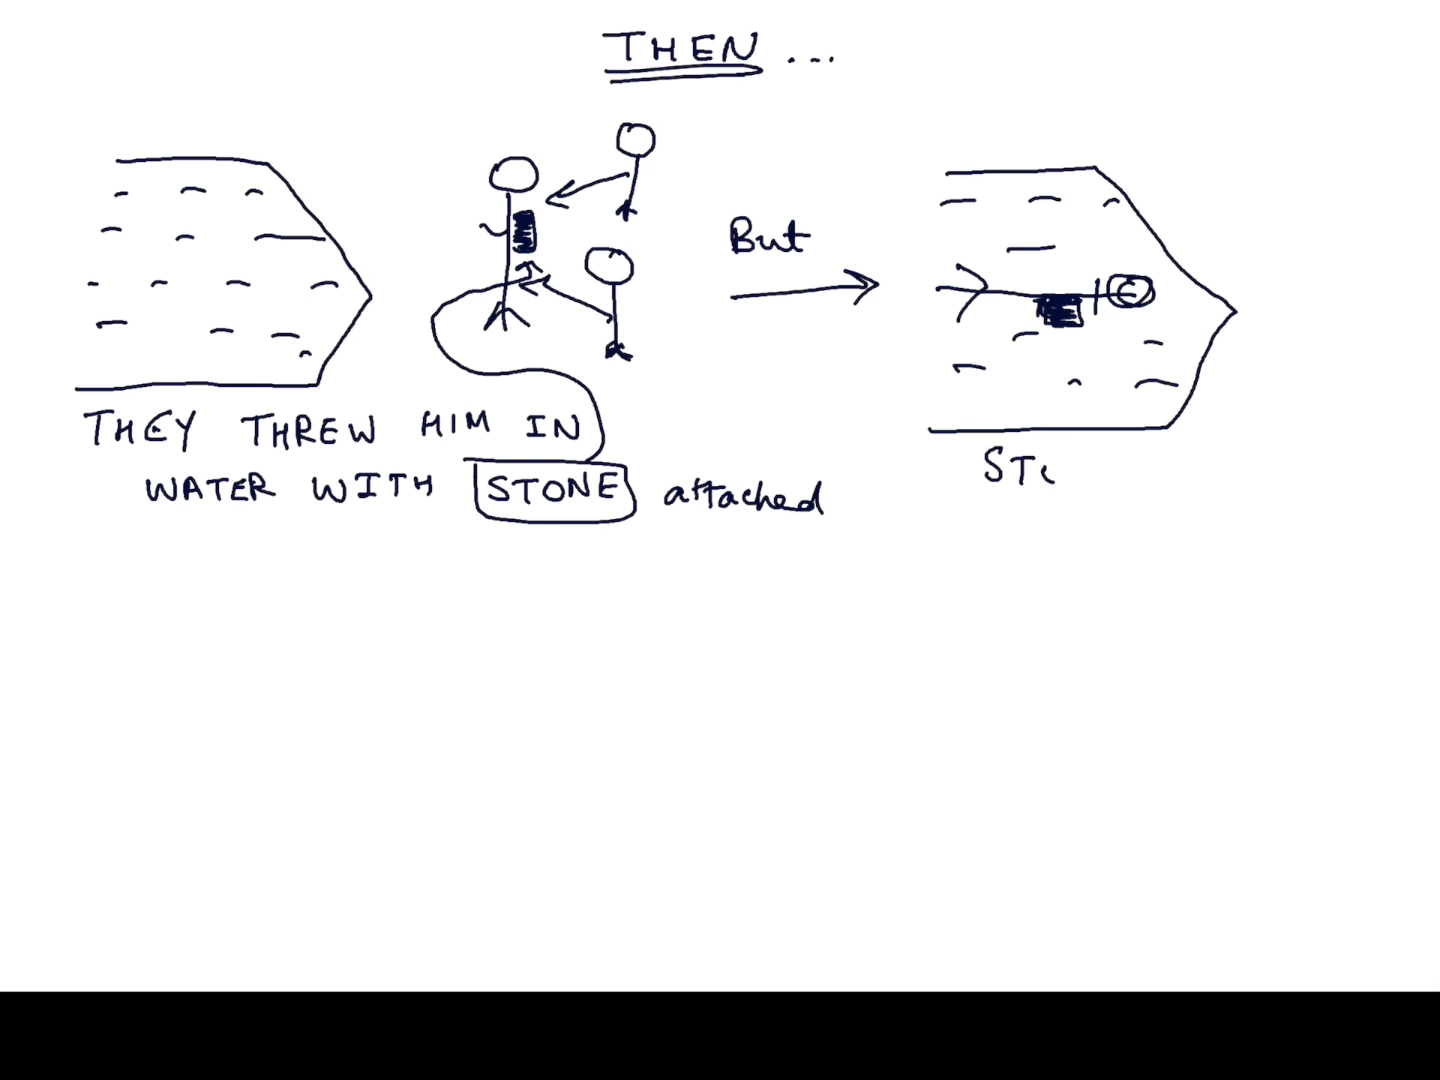 THEN ...
But
THEY THREW HIM IN
WATER WITH STONE attached